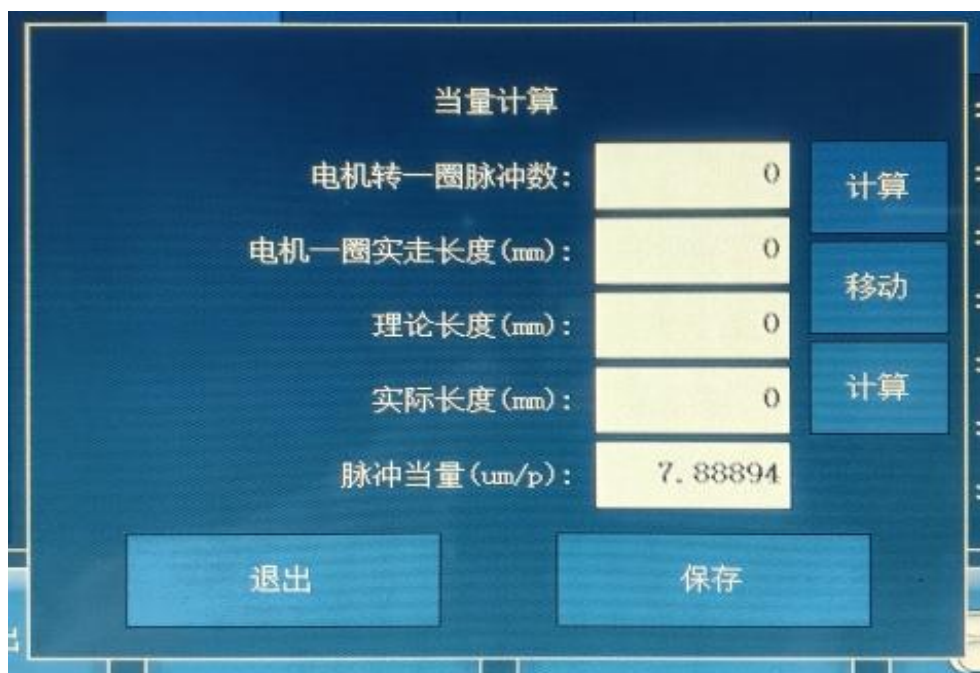 当量计算
电机转一圈脉冲数: 0 计算
电机一圈实走长度(mm): 0
移动
理论长度(mm): 0
实际长度(mm): 0 计算
脉冲当量(um/p): 7.88894
退出 保存